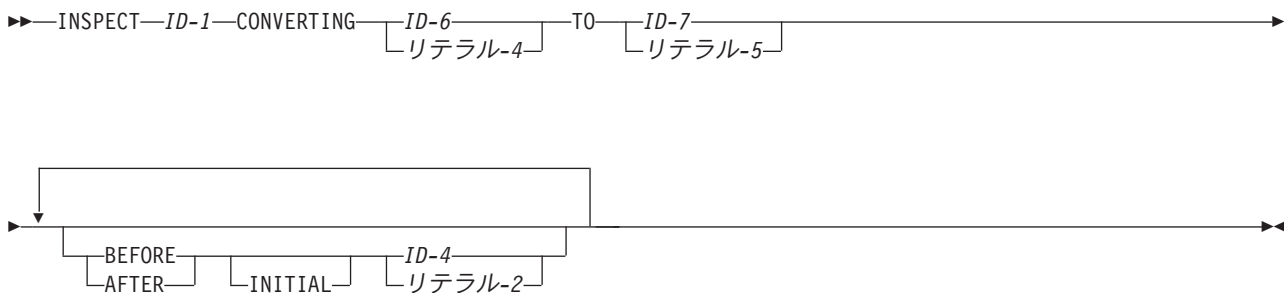 INSPECT ID-1 CONVERTING ID-6 TO ID-7
リテラル-4 リテラル-5
BEFORE ID-4
AFTER INITIAL リテラル-2